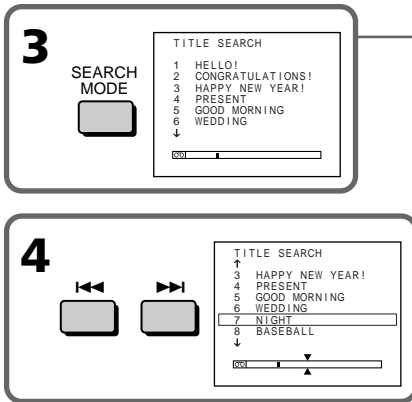 3
SEARCH
MODE
TITLE SEARCH
1 HELLO!
2 CONGRATULATIONS!
3 HAPPY NEW YEAR!
4 PRESENT
5 GOOD MORNING
6 WEDDING
4
TITLE SEARCH
3 HAPPY NEW YEAR!
4 PRESENT
5 GOOD MORNING
6 WEDDING
7 NIGHT
8 BASEBALL